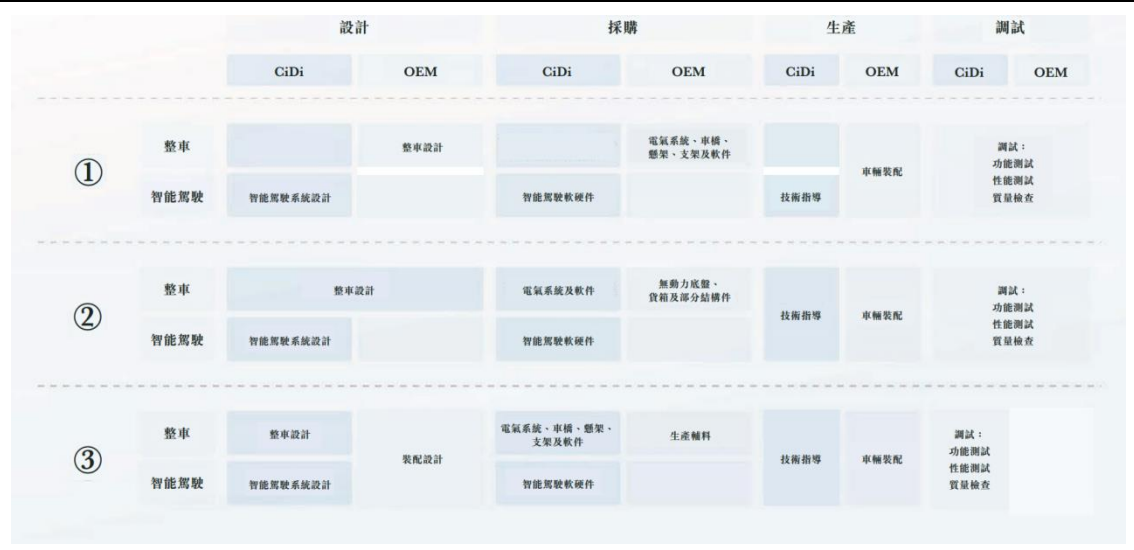 設計 採購 生產 調試
CiDi OEM CiDi OEM CiDi OEM CiDi OEM
①
整車 整車設計 電氣系統、車橋、
懸架、支架及軟件
智能駕駛 智能駕駛系統設計 智能駕駛軟硬件 技術指導
車輛裝配
調試：
功能測試
性能測試
質量檢查
②
整車 整車設計 電氣系統及軟件 無動力底盤、
貨箱及部分結構件
智能駕駛 智能駕駛系統設計 智能駕駛軟硬件
技術指導 車輛裝配
調試：
功能測試
性能測試
質量檢查
③
整車 整車設計 電氣系統、車橋、懸架、
支架及軟件 生產輔料
裝配設計
智能駕駛 智能駕駛系統設計 智能駕駛軟硬件
技術指導 車輛裝配
調試：
功能測試
性能測試
質量檢查